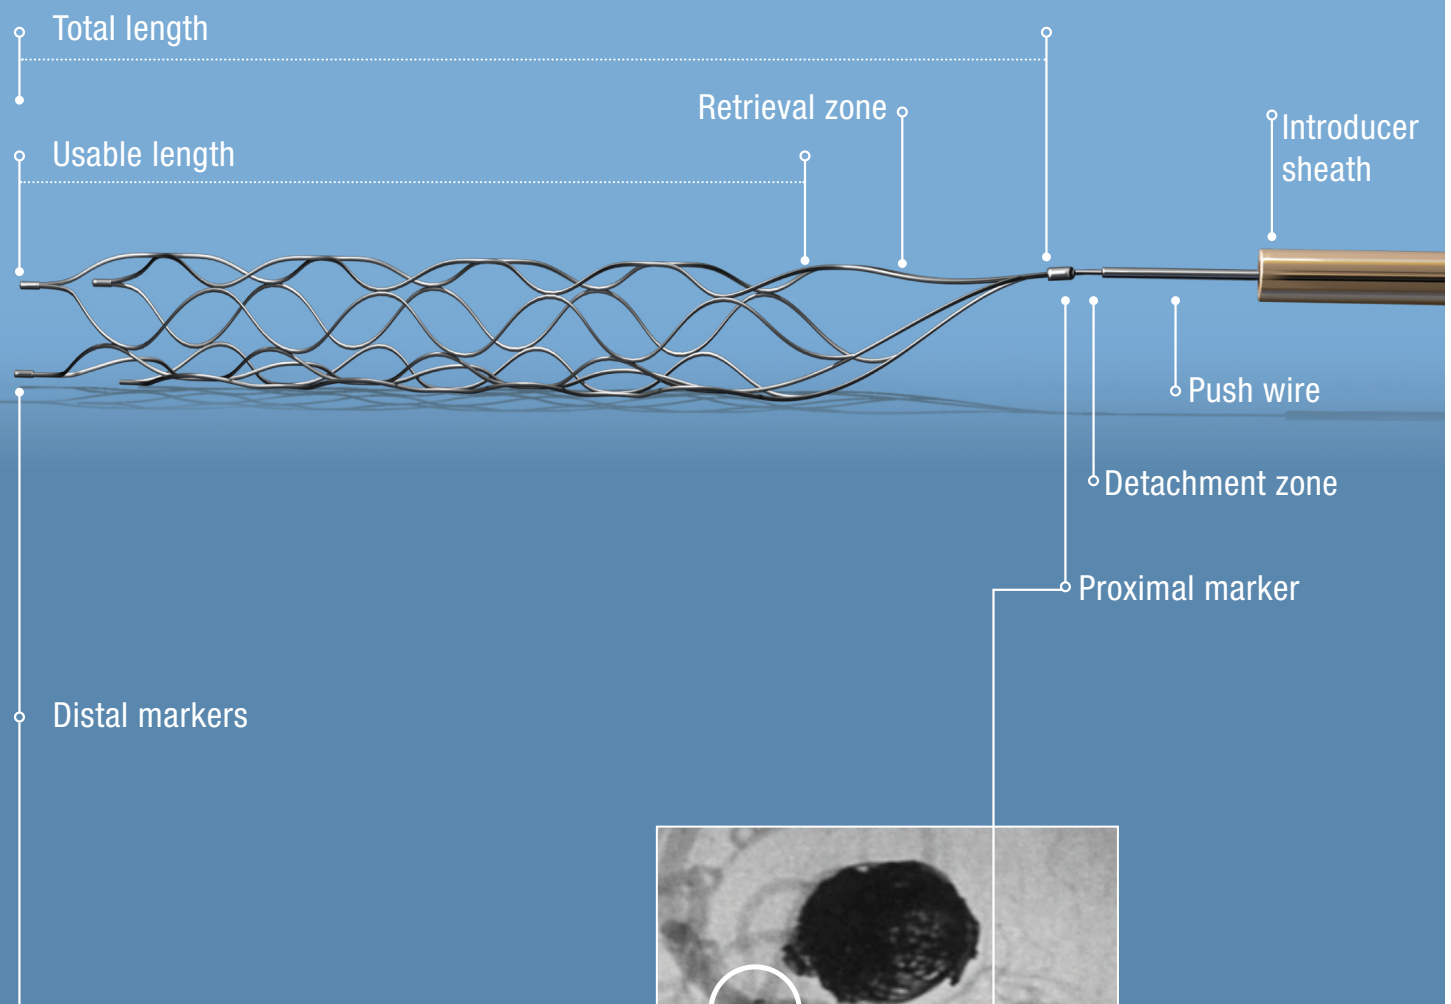 Total length
Retrieval zone
Introducer
sheath
Usable length
Push wire
Detachment zone
Proximal marker
Distal markers